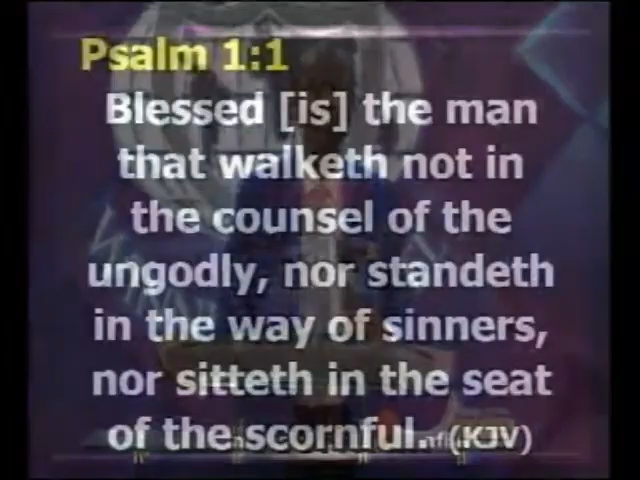 Psalm 1:1
Blessed [is] the man
that walketh not in
the counsel of the
ungodly, nor standeth
in the way of sinners,
nor sitteth in the seat
of the scornful. (KJV)